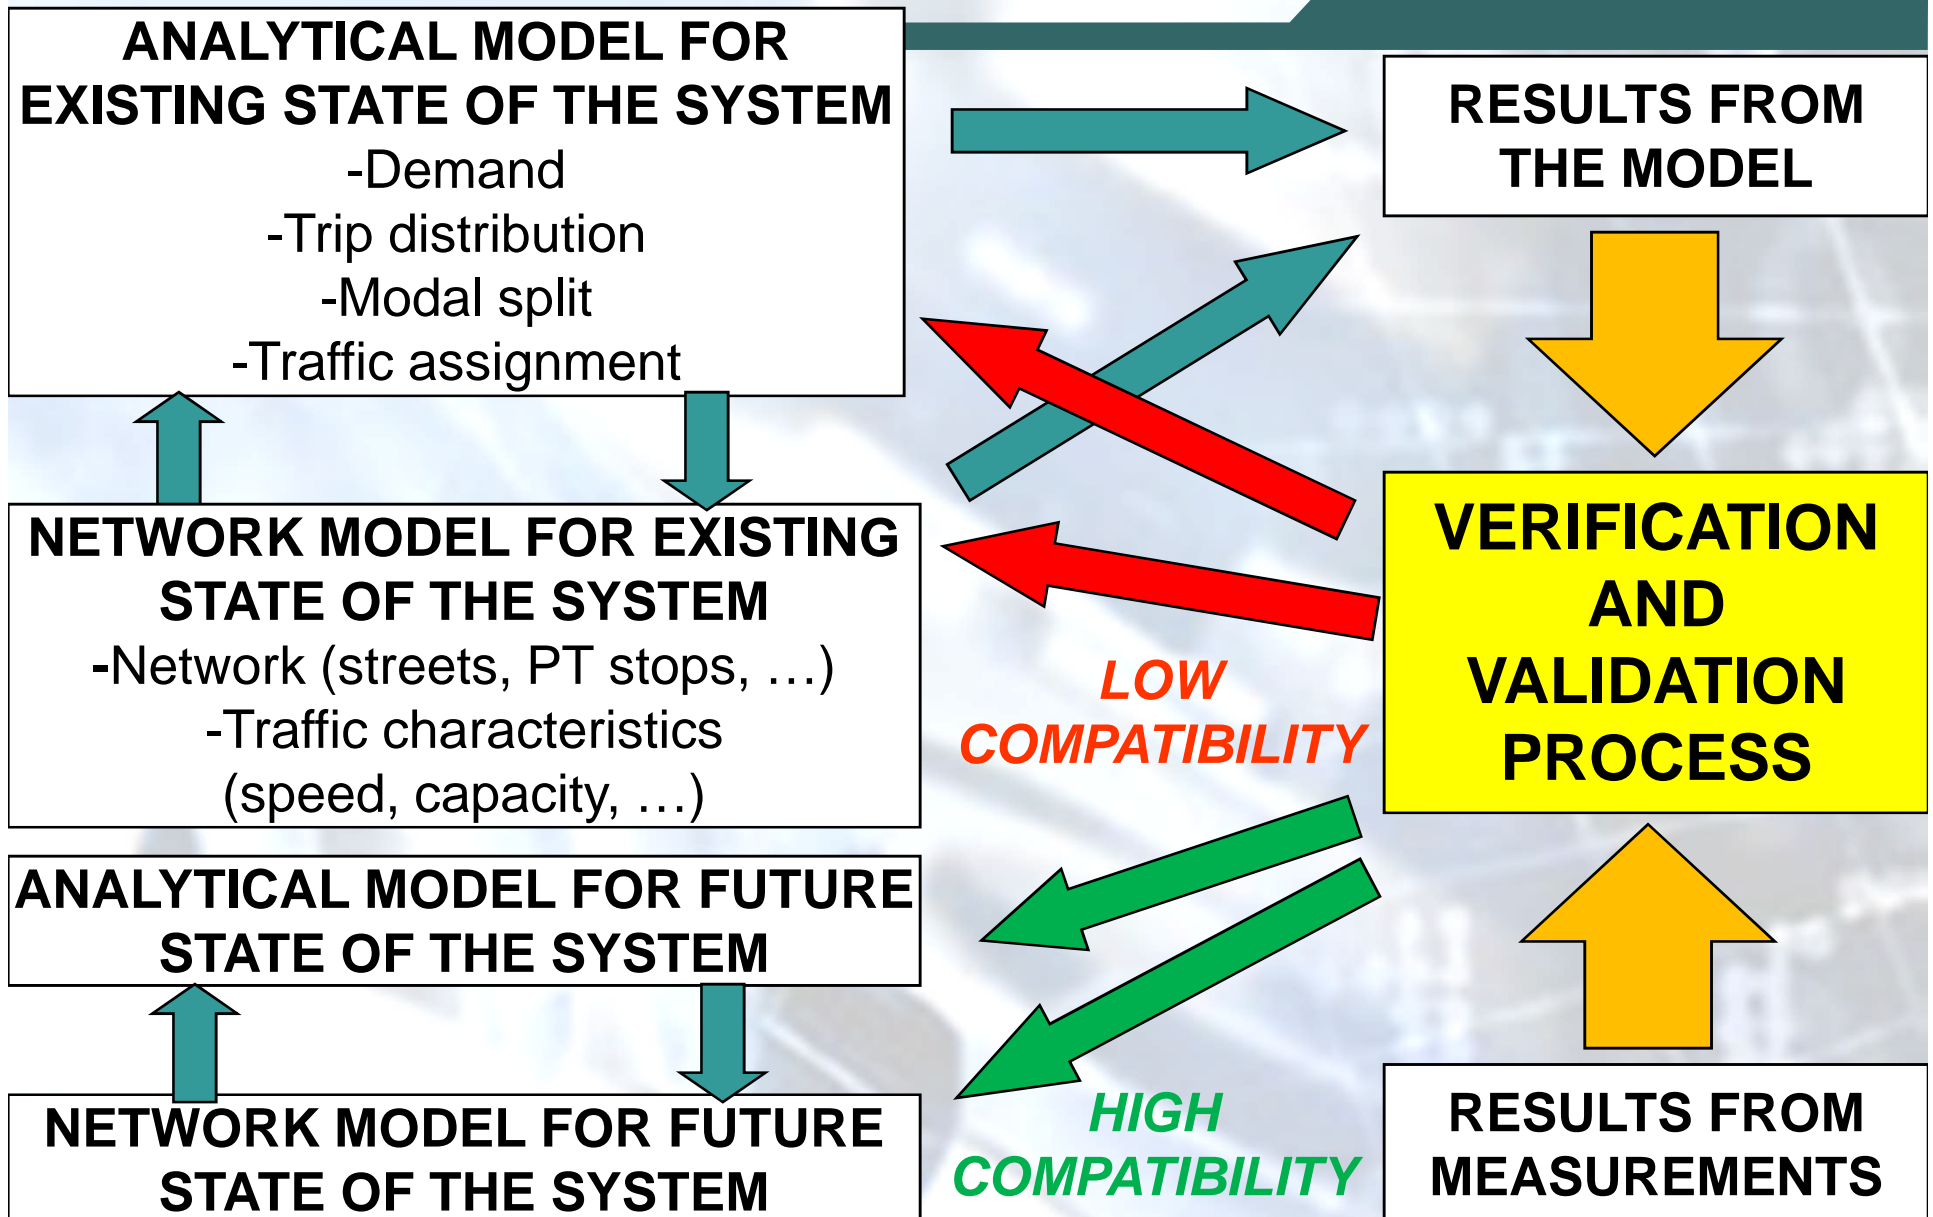 ANALYTICAL MODEL FOR
EXISTING STATE OF THE SYSTEM
-Demand
-Trip distribution
-Modal split
-Traffic assignment
RESULTS FROM
THE MODEL
NETWORK MODEL FOR EXISTING
STATE OF THE SYSTEM
-Network (streets, PT stops, …)
-Traffic characteristics
(speed, capacity, …)
LOW
COMPATIBILITY
VERIFICATION
AND
VALIDATION
PROCESS
ANALYTICAL MODEL FOR FUTURE
STATE OF THE SYSTEM
NETWORK MODEL FOR FUTURE
STATE OF THE SYSTEM
HIGH
COMPATIBILITY
RESULTS FROM
MEASUREMENTS